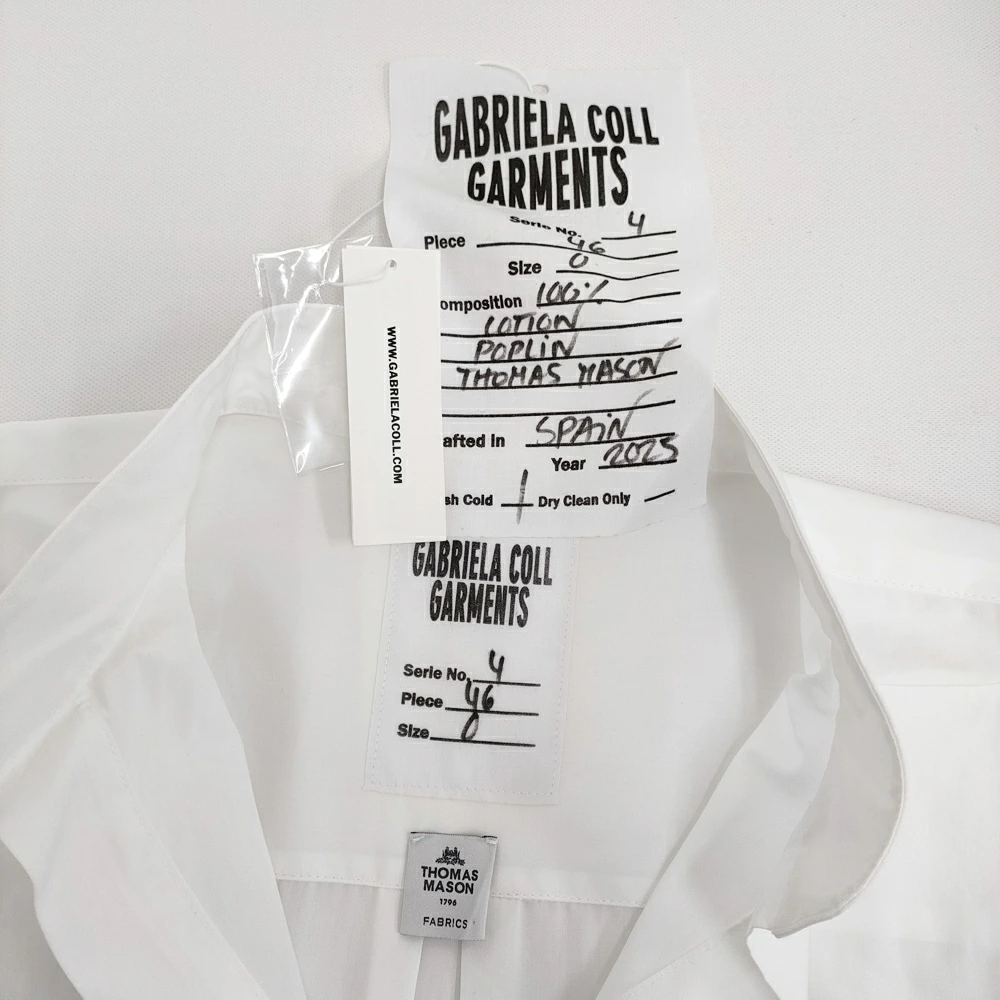 GABRIELA COLL
GARMENTS
Serie No. 4
Piece 46
Size 0
omposition 100%
COTTON
POPLIN
THOMAS MASON
afted in SPAIN
Year 2025
sh Cold Dry Clean Only
WWW.GABRIELACOLL.COM
GABRIELA COLL
GARMENTS
Serie No. 4
Piece 46
Size 0
THOMAS
MASON
1796
FABRICS